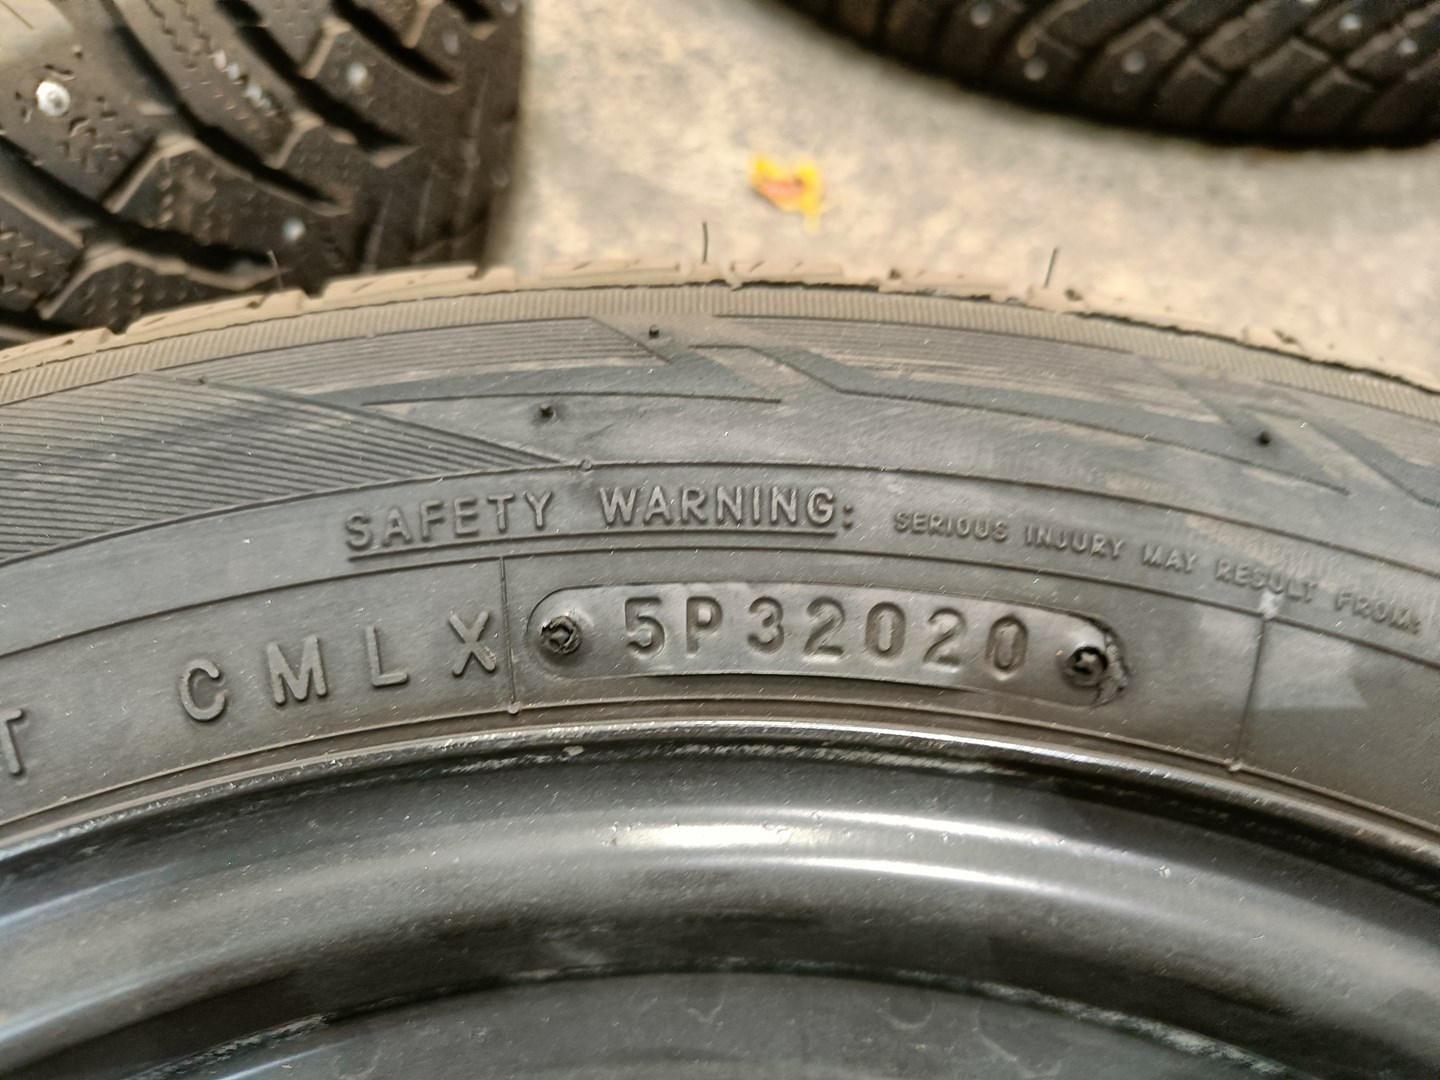 SAFETY WARNING: SERIOUS INJURY MAY RESULT FROM:
T CMLX 5P32020